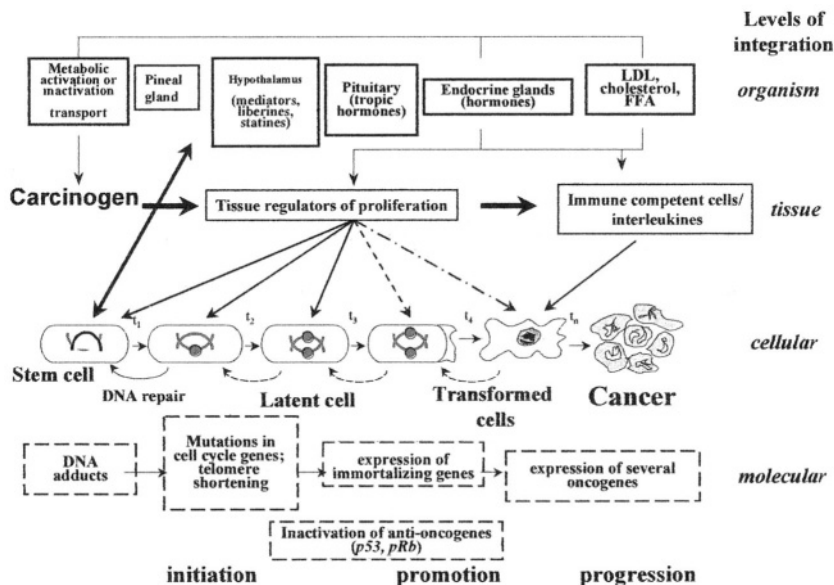 Levels of
integration
Metabolic
activation or
inactivation
transport
Pineal
gland
Hypothalamus
(mediators,
liberines,
statines)
Pituitary
(tropic
hormones)
Endocrine glands
(hormones)
LDL,
cholesterol,
FFA
organism
Carcinogen
Tissue regulators of proliferation
Immune competent cells/
interleukines
tissue
t1
t2
t3
t4
tn
cellular
Stem cell
DNA repair
Latent cell
Transformed
cells
Cancer
DNA
adducts
Mutations in
cell cycle genes;
telomere
shortening
expression of
immortalizing genes
expression of several
oncogenes
molecular
Inactivation of anti-oncogenes
(p53, pRb)
initiation
promotion
progression